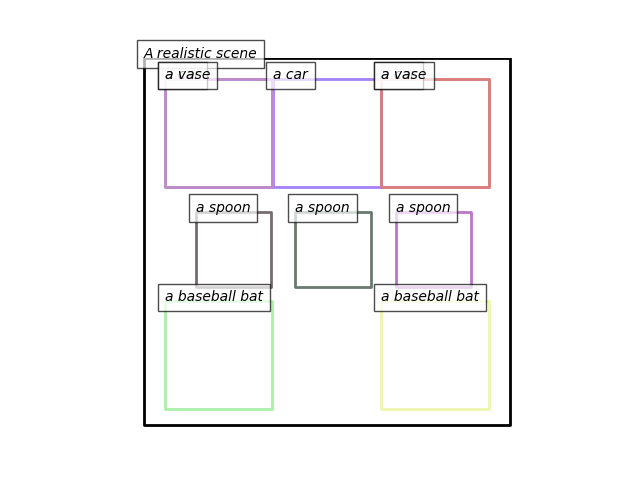 A realistic scene
a vase
a car
a vase
a spoon
a spoon
a spoon
a baseball bat
a baseball bat